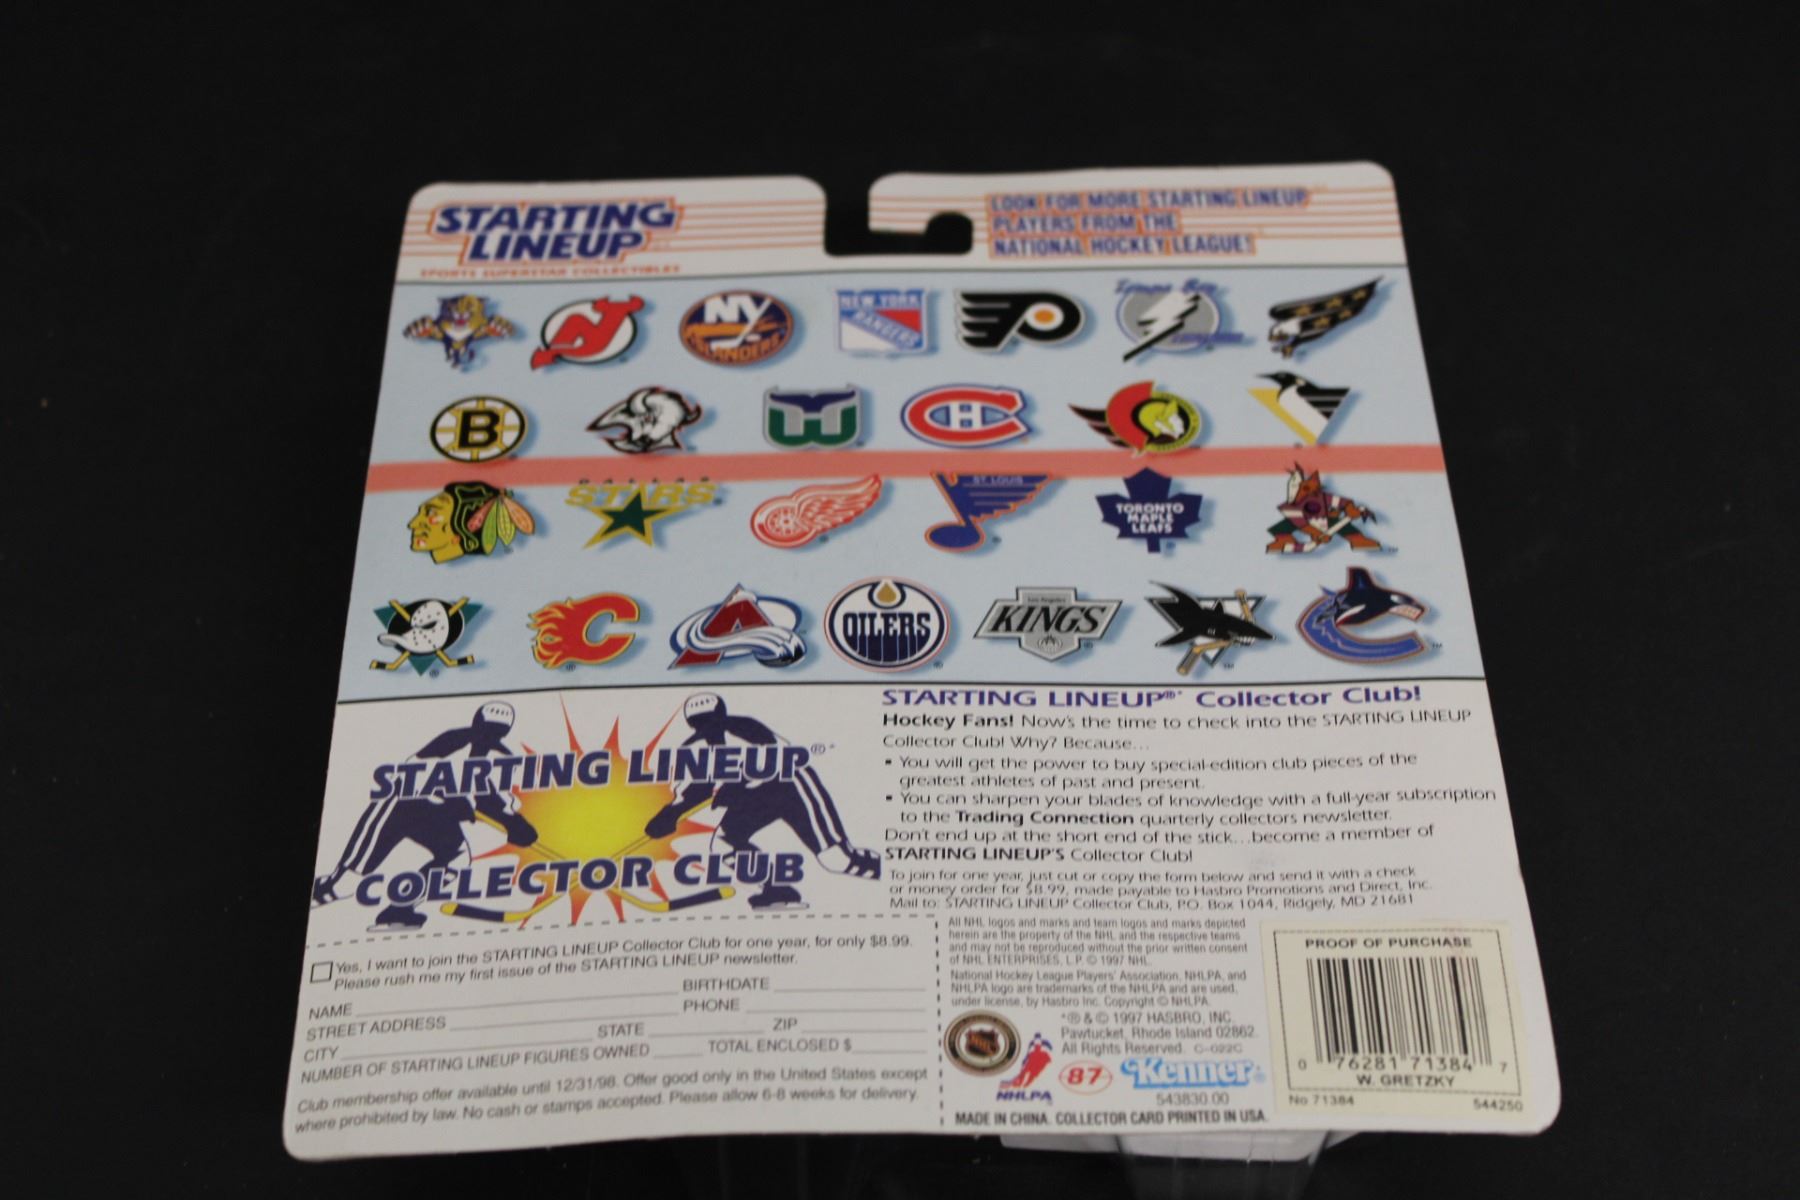 STARTING
LINEUP
SPORTS SUPERSTAR COLLECTIBLES
LOOK FOR MORE STARTING LINEUP
PLAYERS FROM THE
NATIONAL HOCKEY LEAGUE!
NY
ISLANDERS
NEW YORK
RANGERS
Tampa Bay
Lightning
B
DALLAS
STARS
ST. LOUIS
TORONTO
MAPLE
LEAFS
OILERS
Los Angeles
KINGS
STARTING LINEUP®
COLLECTOR CLUB
STARTING LINEUP® Collector Club!
Hockey Fans! Now's the time to check into the STARTING LINEUP
Collector Club! Why? Because...
▪ You will get the power to buy special-edition club pieces of the
greatest athletes of past and present.
▪ You can sharpen your blades of knowledge with a full-year subscription
to the Trading Connection quarterly collectors newsletter.
Don't end up at the short end of the stick...become a member of
STARTING LINEUP'S Collector Club!
To join for one year, just cut or copy the form below and send it with a check
or money order for $8.99, made payable to Hasbro Promotions and Direct, Inc.
Mail to: STARTING LINEUP Collector Club, P.O. Box 1044, Ridgely, MD 21681
Yes, I want to join the STARTING LINEUP Collector Club for one year, for only $8.99.
Please rush me my first issue of the STARTING LINEUP newsletter.
NAME BIRTHDATE
STREET ADDRESS PHONE
CITY STATE ZIP
NUMBER OF STARTING LINEUP FIGURES OWNED TOTAL ENCLOSED $
Club membership offer available until 12/31/98. Offer good only in the United States except
where prohibited by law. No cash or stamps accepted. Please allow 6-8 weeks for delivery.
All NHL logos and marks and team logos and marks depicted
herein are the property of the NHL and the respective teams
and may not be reproduced without the prior written consent
of NHL ENTERPRISES, L.P. © 1997 NHL.
National Hockey League Players' Association, NHLPA, and
NHLPA logo are trademarks of the NHLPA and are used,
under license, by Hasbro Inc. Copyright © NHLPA.
*® & © 1997 HASBRO, INC.
Pawtucket, Rhode Island 02862.
All Rights Reserved. C-022C
NHLPA
87
Kenner
543830.00
MADE IN CHINA. COLLECTOR CARD PRINTED IN USA.
PROOF OF PURCHASE
0 76281 71384 7
W. GRETZKY
No 71384 544250